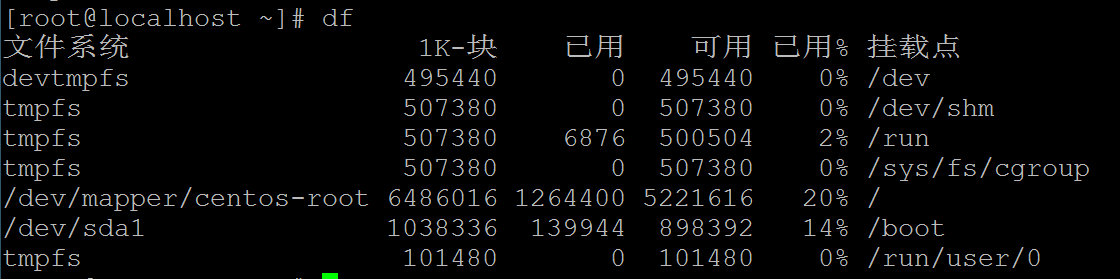 [root@localhost ~]# df
文件系统 1K-块 已用 可用 已用% 挂载点
devtmpfs 495440 0 495440 0% /dev
tmpfs 507380 0 507380 0% /dev/shm
tmpfs 507380 6876 500504 2% /run
tmpfs 507380 0 507380 0% /sys/fs/cgroup
/dev/mapper/centos-root 6486016 1264400 5221616 20% /
/dev/sda1 1038336 139944 898392 14% /boot
tmpfs 101480 0 101480 0% /run/user/0